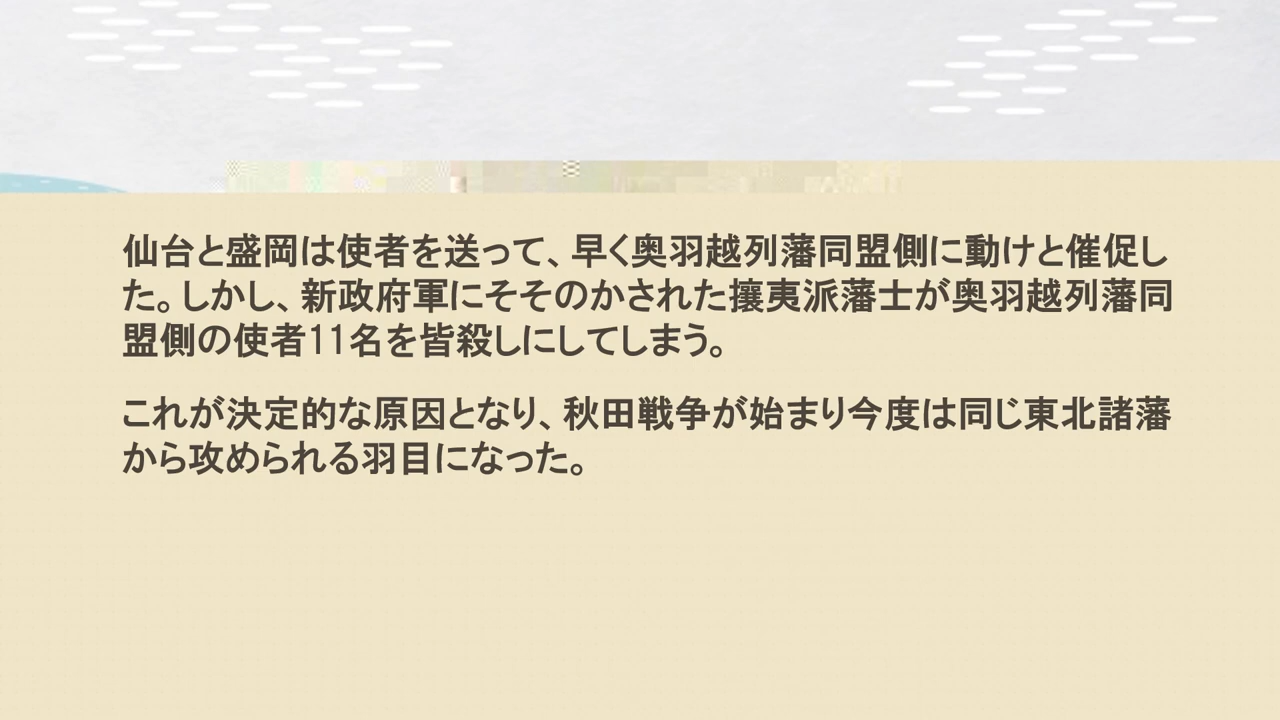 仙台と盛岡は使者を送って、早く奥羽越列藩同盟側に動けと催促し
た。しかし、新政府軍にそそのかされた攘夷派藩士が奥羽越列藩同
盟側の使者11名を皆殺しにしてしまう。
これが決定的な原因となり、秋田戦争が始まり今度は同じ東北諸藩
から攻められる羽目になった。